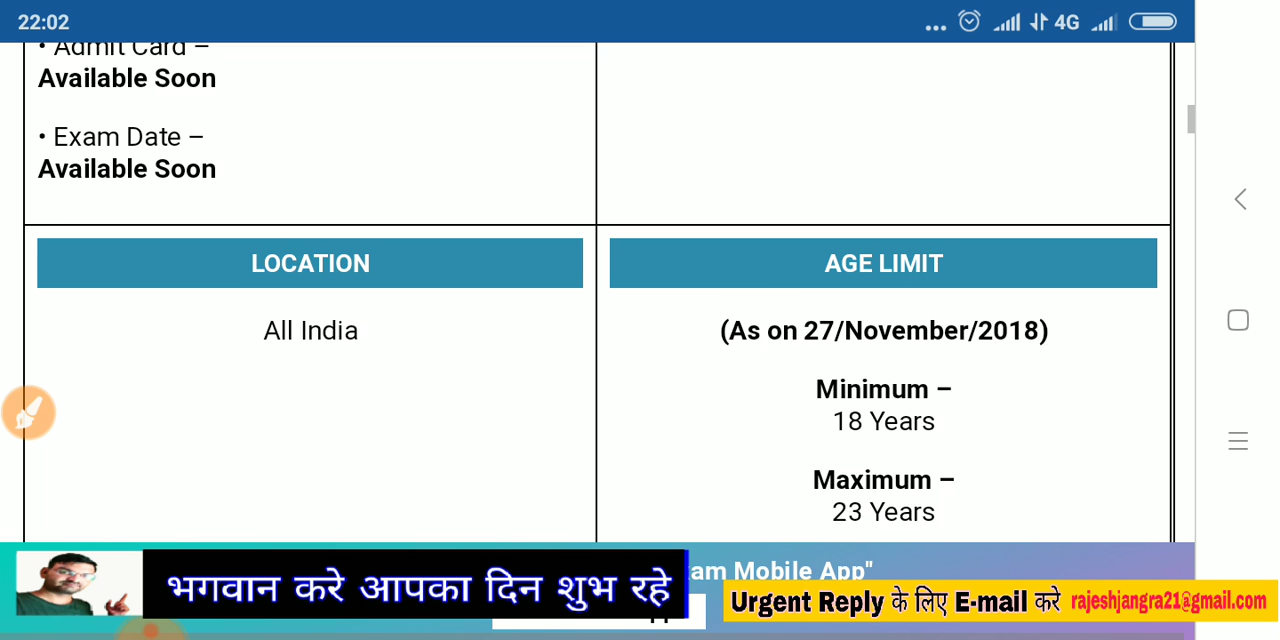 22:02
4G
• Admit Card –
Available Soon
• Exam Date –
Available Soon
LOCATION
AGE LIMIT
All India
(As on 27/November/2018)
Minimum –
18 Years
Maximum –
23 Years
Mobile App"
भगवान करे आपका दिन शुभ रहे
Urgent Reply के लिए E-mail करे rajeshjangra21@gmail.com